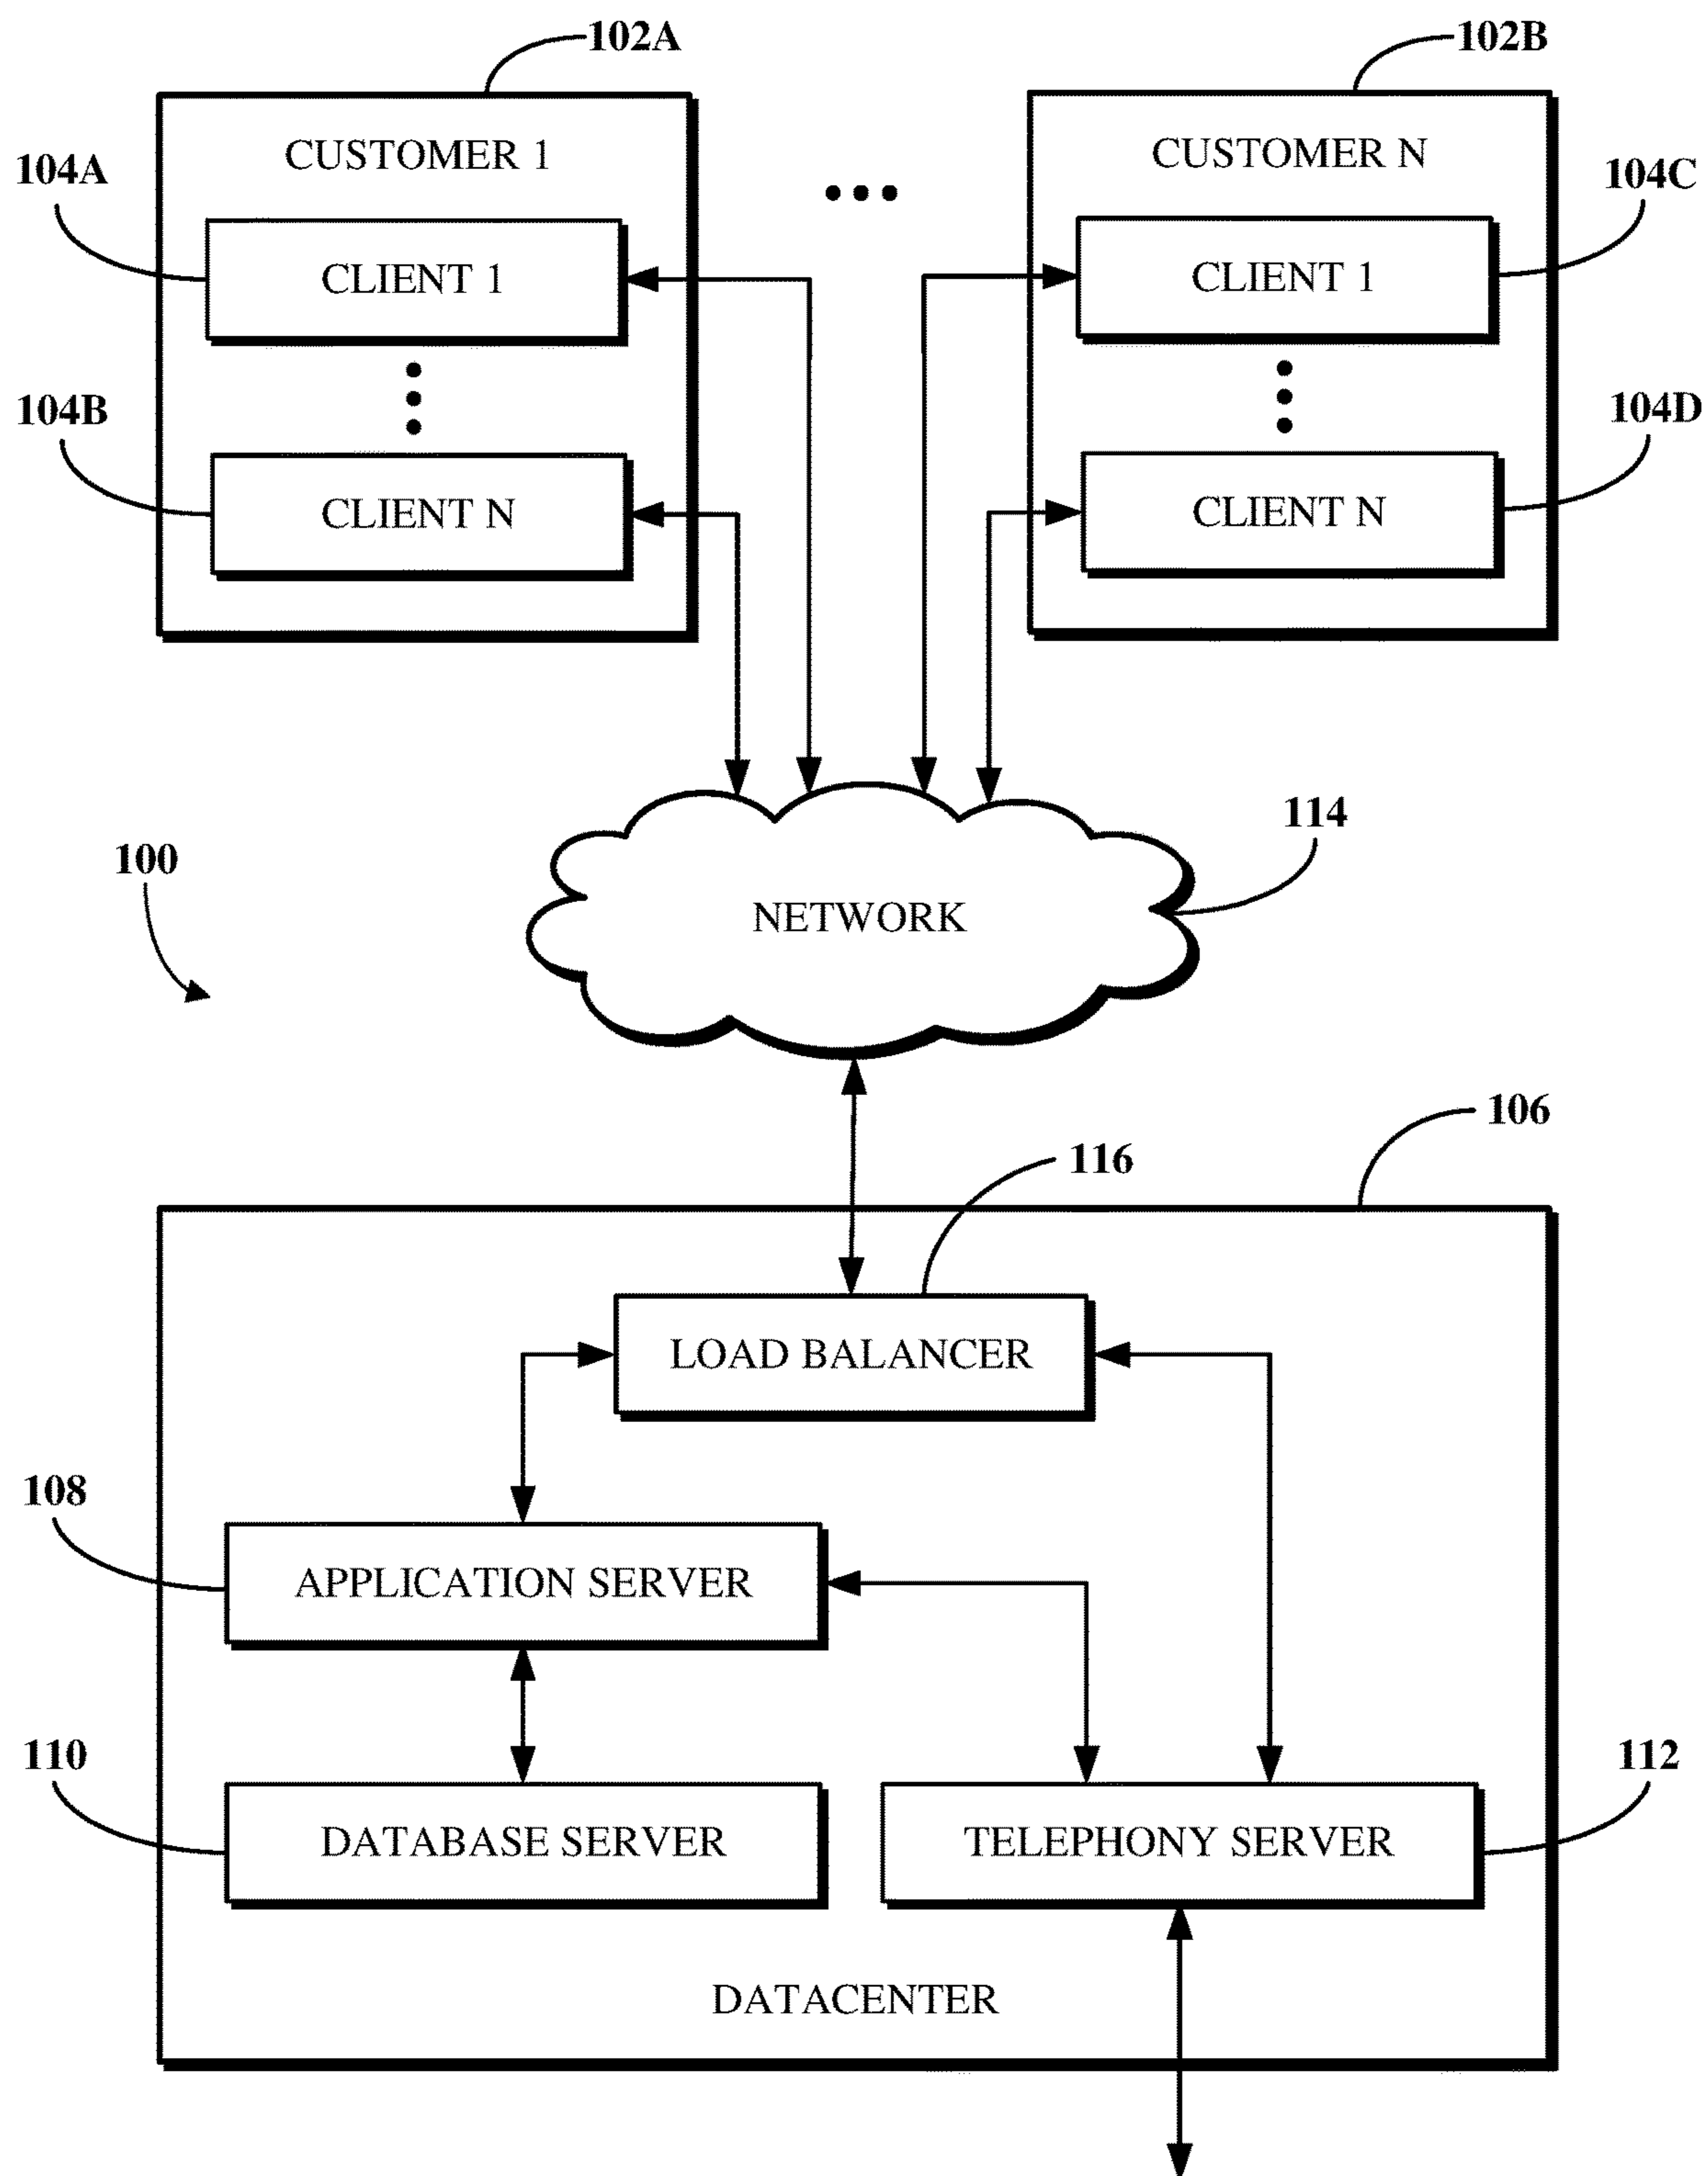 102A
102B
CUSTOMER 1
CUSTOMER N
104A
104C
CLIENT 1
CLIENT 1
104B
104D
CLIENT N
CLIENT N
114
100
NETWORK
106
116
LOAD BALANCER
108
APPLICATION SERVER
110
112
DATABASE SERVER
TELEPHONY SERVER
DATACENTER